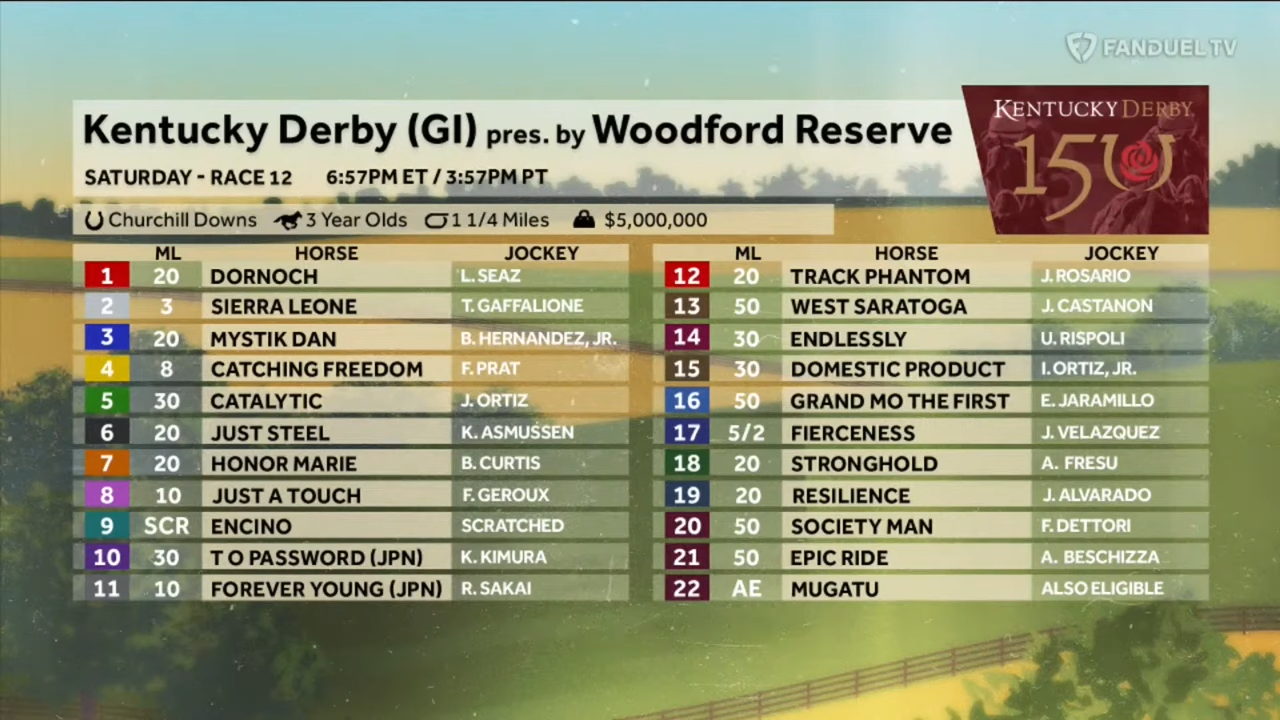 FANDUEL TV
Kentucky Derby (GI) pres. by Woodford Reserve
KENTUCKY DERBY
150
SATURDAY - RACE 12 6:57PM ET / 3:57PM PT
Churchill Downs 3 Year Olds 1 1/4 Miles $5,000,000
ML HORSE JOCKEY
1 20 DORNOCH L. SEAZ
2 3 SIERRA LEONE T. GAFFALIONE
3 20 MYSTIK DAN B. HERNANDEZ, JR.
4 8 CATCHING FREEDOM F. PRAT
5 30 CATALYTIC J. ORTIZ
6 20 JUST STEEL K. ASMUSSEN
7 20 HONOR MARIE B. CURTIS
8 10 JUST A TOUCH F. GEROUX
9 SCR ENCINO SCRATCHED
10 30 T O PASSWORD (JPN) K. KIMURA
11 10 FOREVER YOUNG (JPN) R. SAKAI
ML HORSE JOCKEY
12 20 TRACK PHANTOM J. ROSARIO
13 50 WEST SARATOGA J. CASTANON
14 30 ENDLESSLY U. RISPOLI
15 30 DOMESTIC PRODUCT I. ORTIZ, JR.
16 50 GRAND MO THE FIRST E. JARAMILLO
17 5/2 FIERCENESS J. VELAZQUEZ
18 20 STRONGHOLD A. FRESU
19 20 RESILIENCE J. ALVARADO
20 50 SOCIETY MAN F. DETTORI
21 50 EPIC RIDE A. BESCHIZZA
22 AE MUGATU ALSO ELIGIBLE